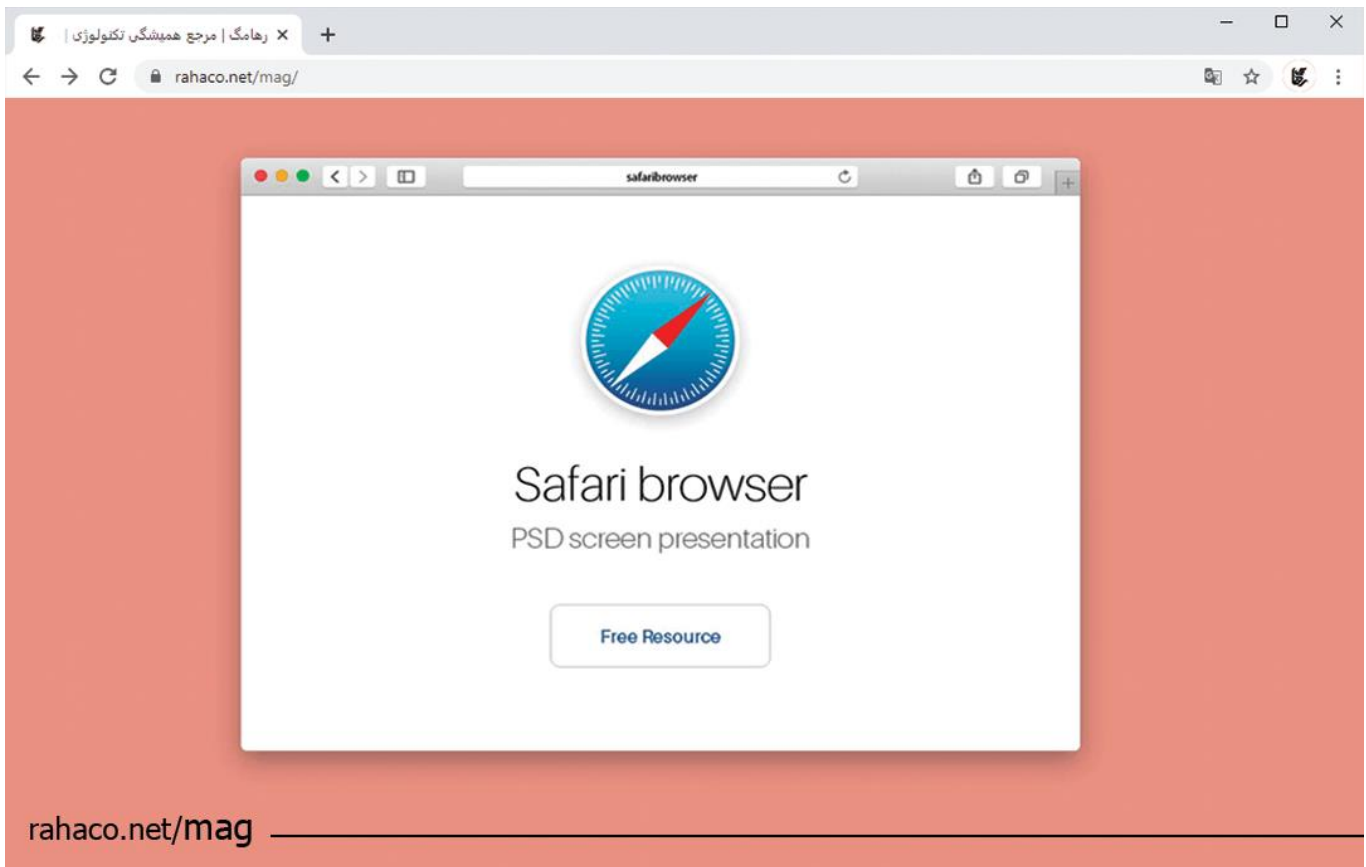 رهامگ | مرجع همیشگی تکنولوژی |
rahaco.net/mag/
safaribrowser
Safari browser
PSD screen presentation
Free Resource
rahaco.net/mag